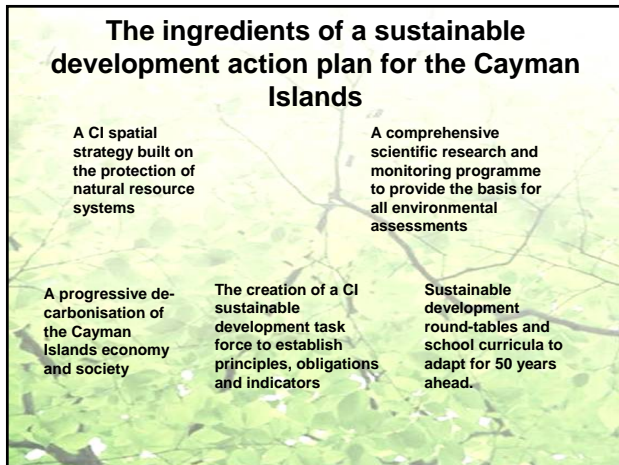 The ingredients of a sustainable
development action plan for the Cayman
Islands
A CI spatial
strategy built on
the protection of
natural resource
systems
A comprehensive
scientific research and
monitoring programme
to provide the basis for
all environmental
assessments
A progressive de-
carbonisation of
the Cayman
Islands economy
and society
The creation of a CI
sustainable
development task
force to establish
principles, obligations
and indicators
Sustainable
development
round-tables and
school curricula to
adapt for 50 years
ahead.